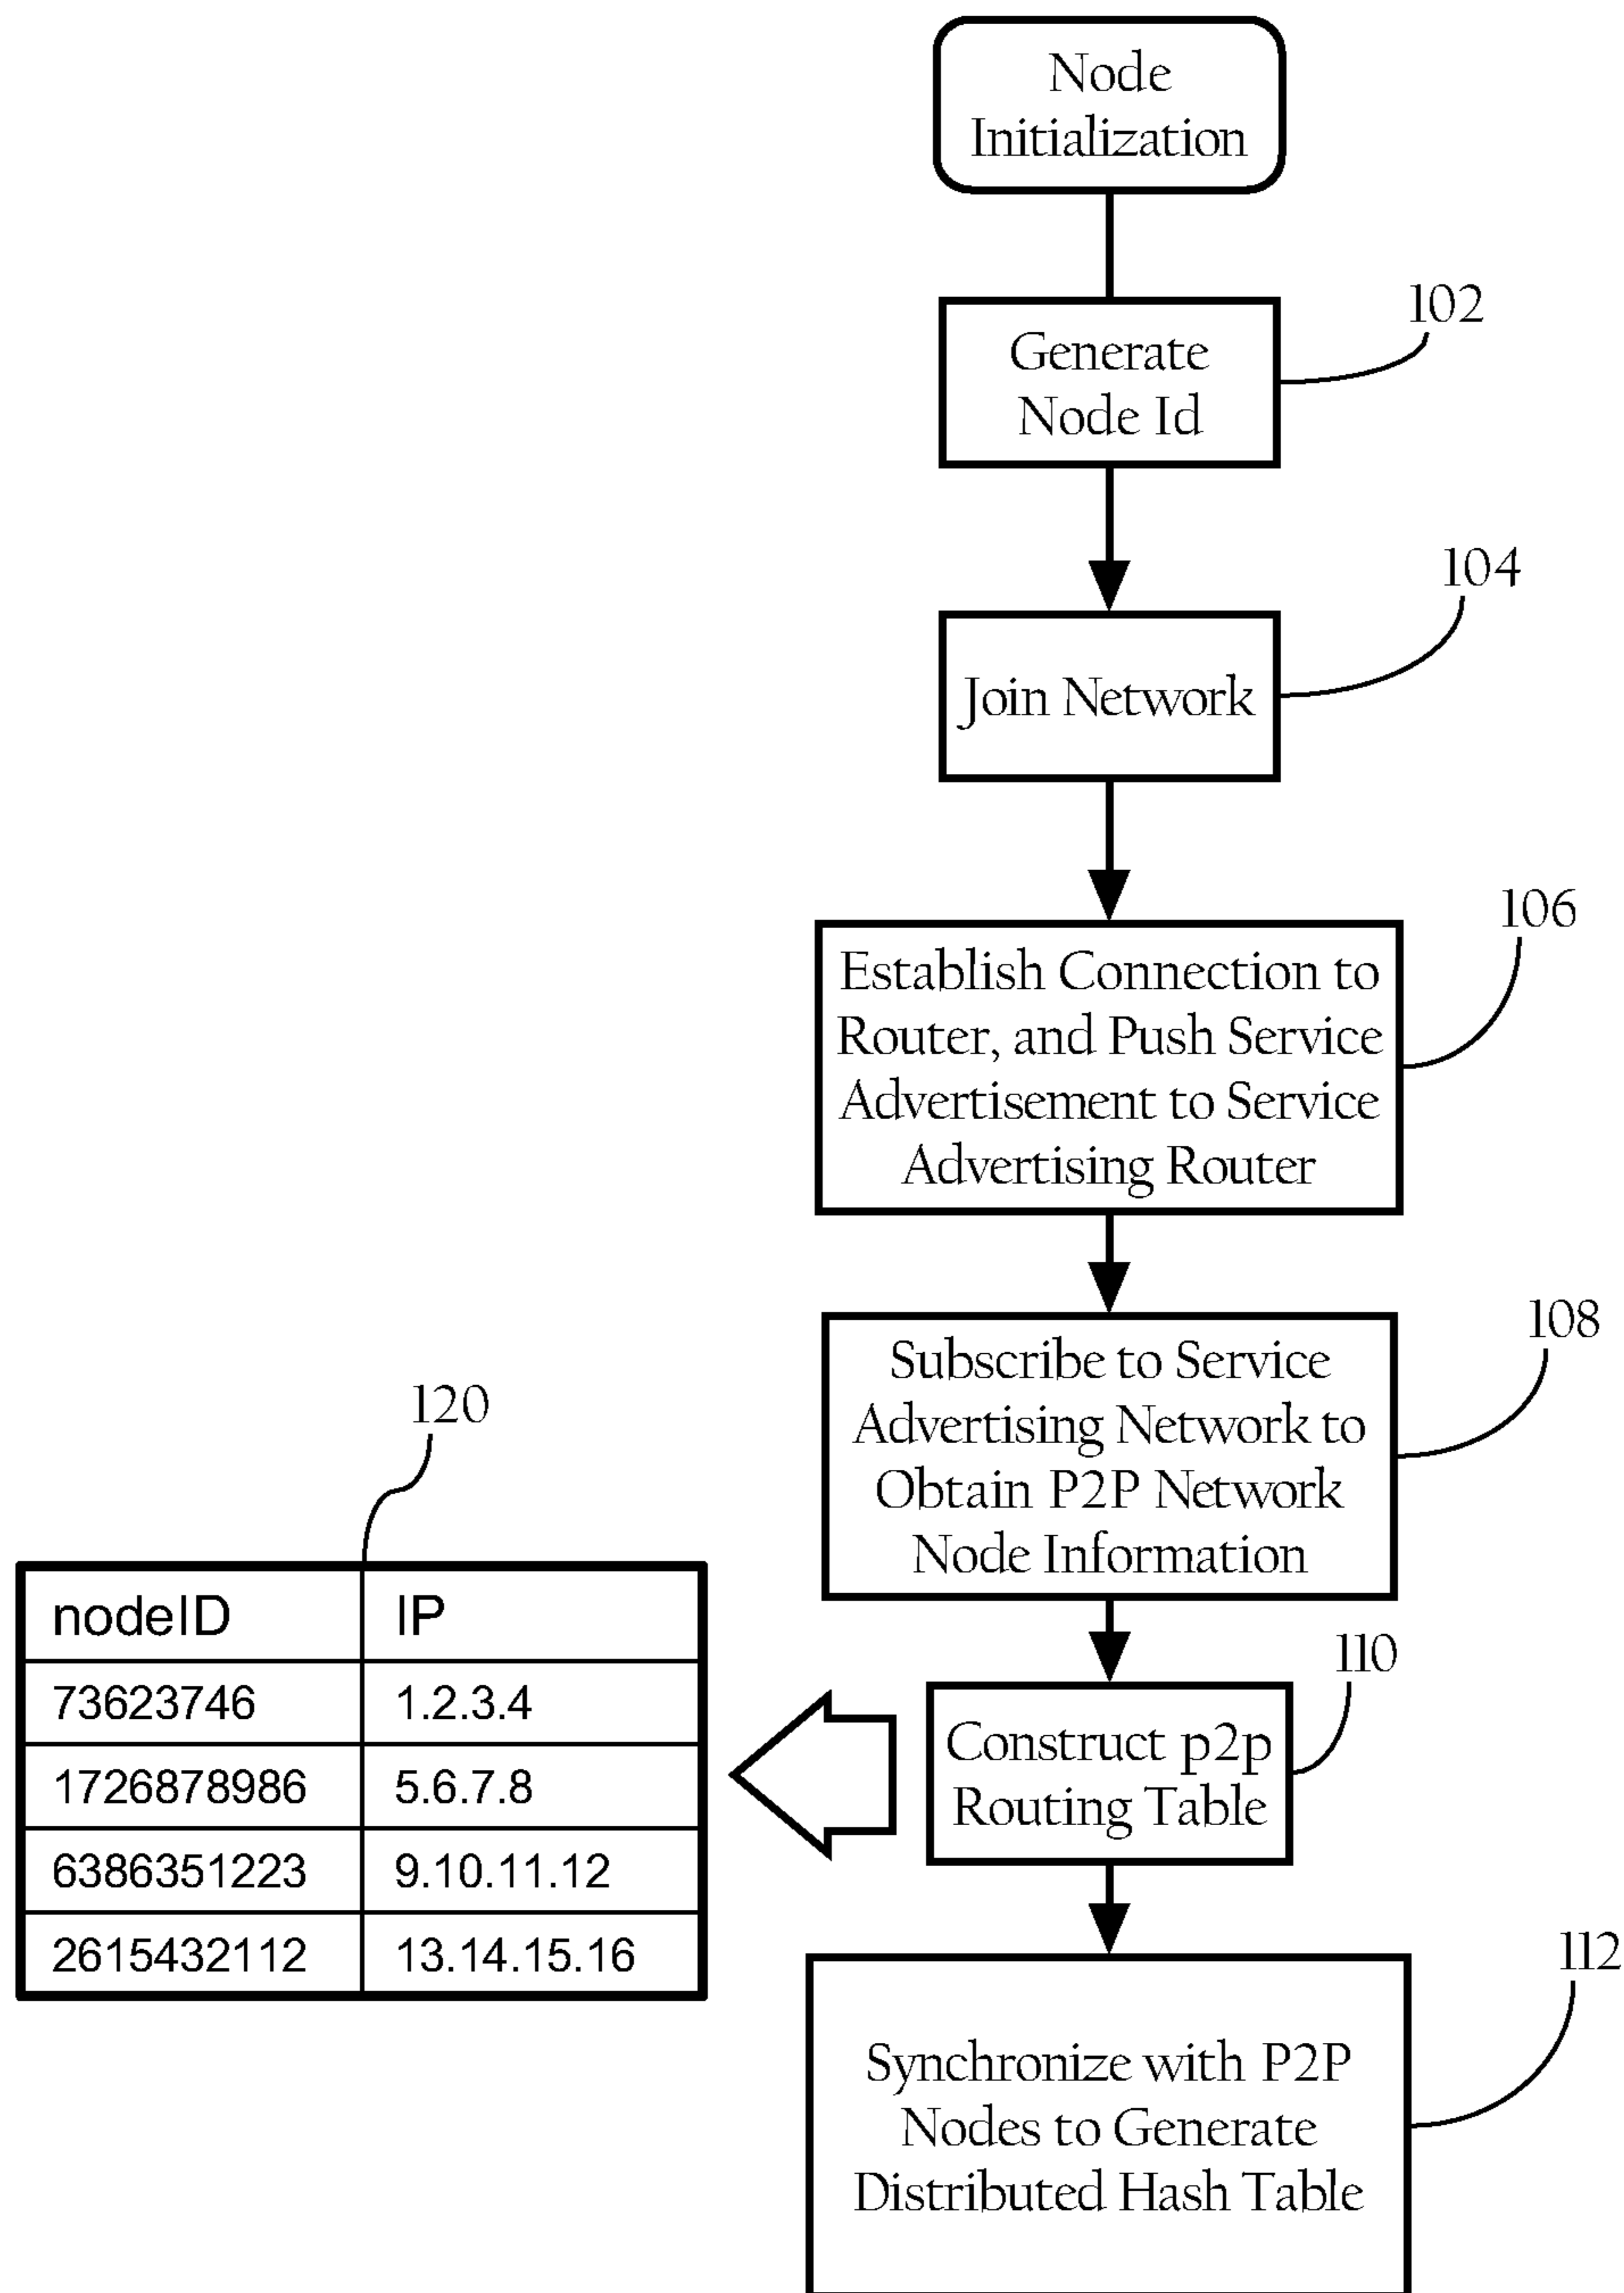 Node
Initialization
102
Generate
Node Id
104
Join Network
106
Establish Connection to
Router, and Push Service
Advertisement to Service
Advertising Router
108
Subscribe to Service
Advertising Network to
Obtain P2P Network
Node Information
120
nodeID IP
73623746 1.2.3.4
1726878986 5.6.7.8
6386351223 9.10.11.12
2615432112 13.14.15.16
110
Construct p2p
Routing Table
112
Synchronize with P2P
Nodes to Generate
Distributed Hash Table